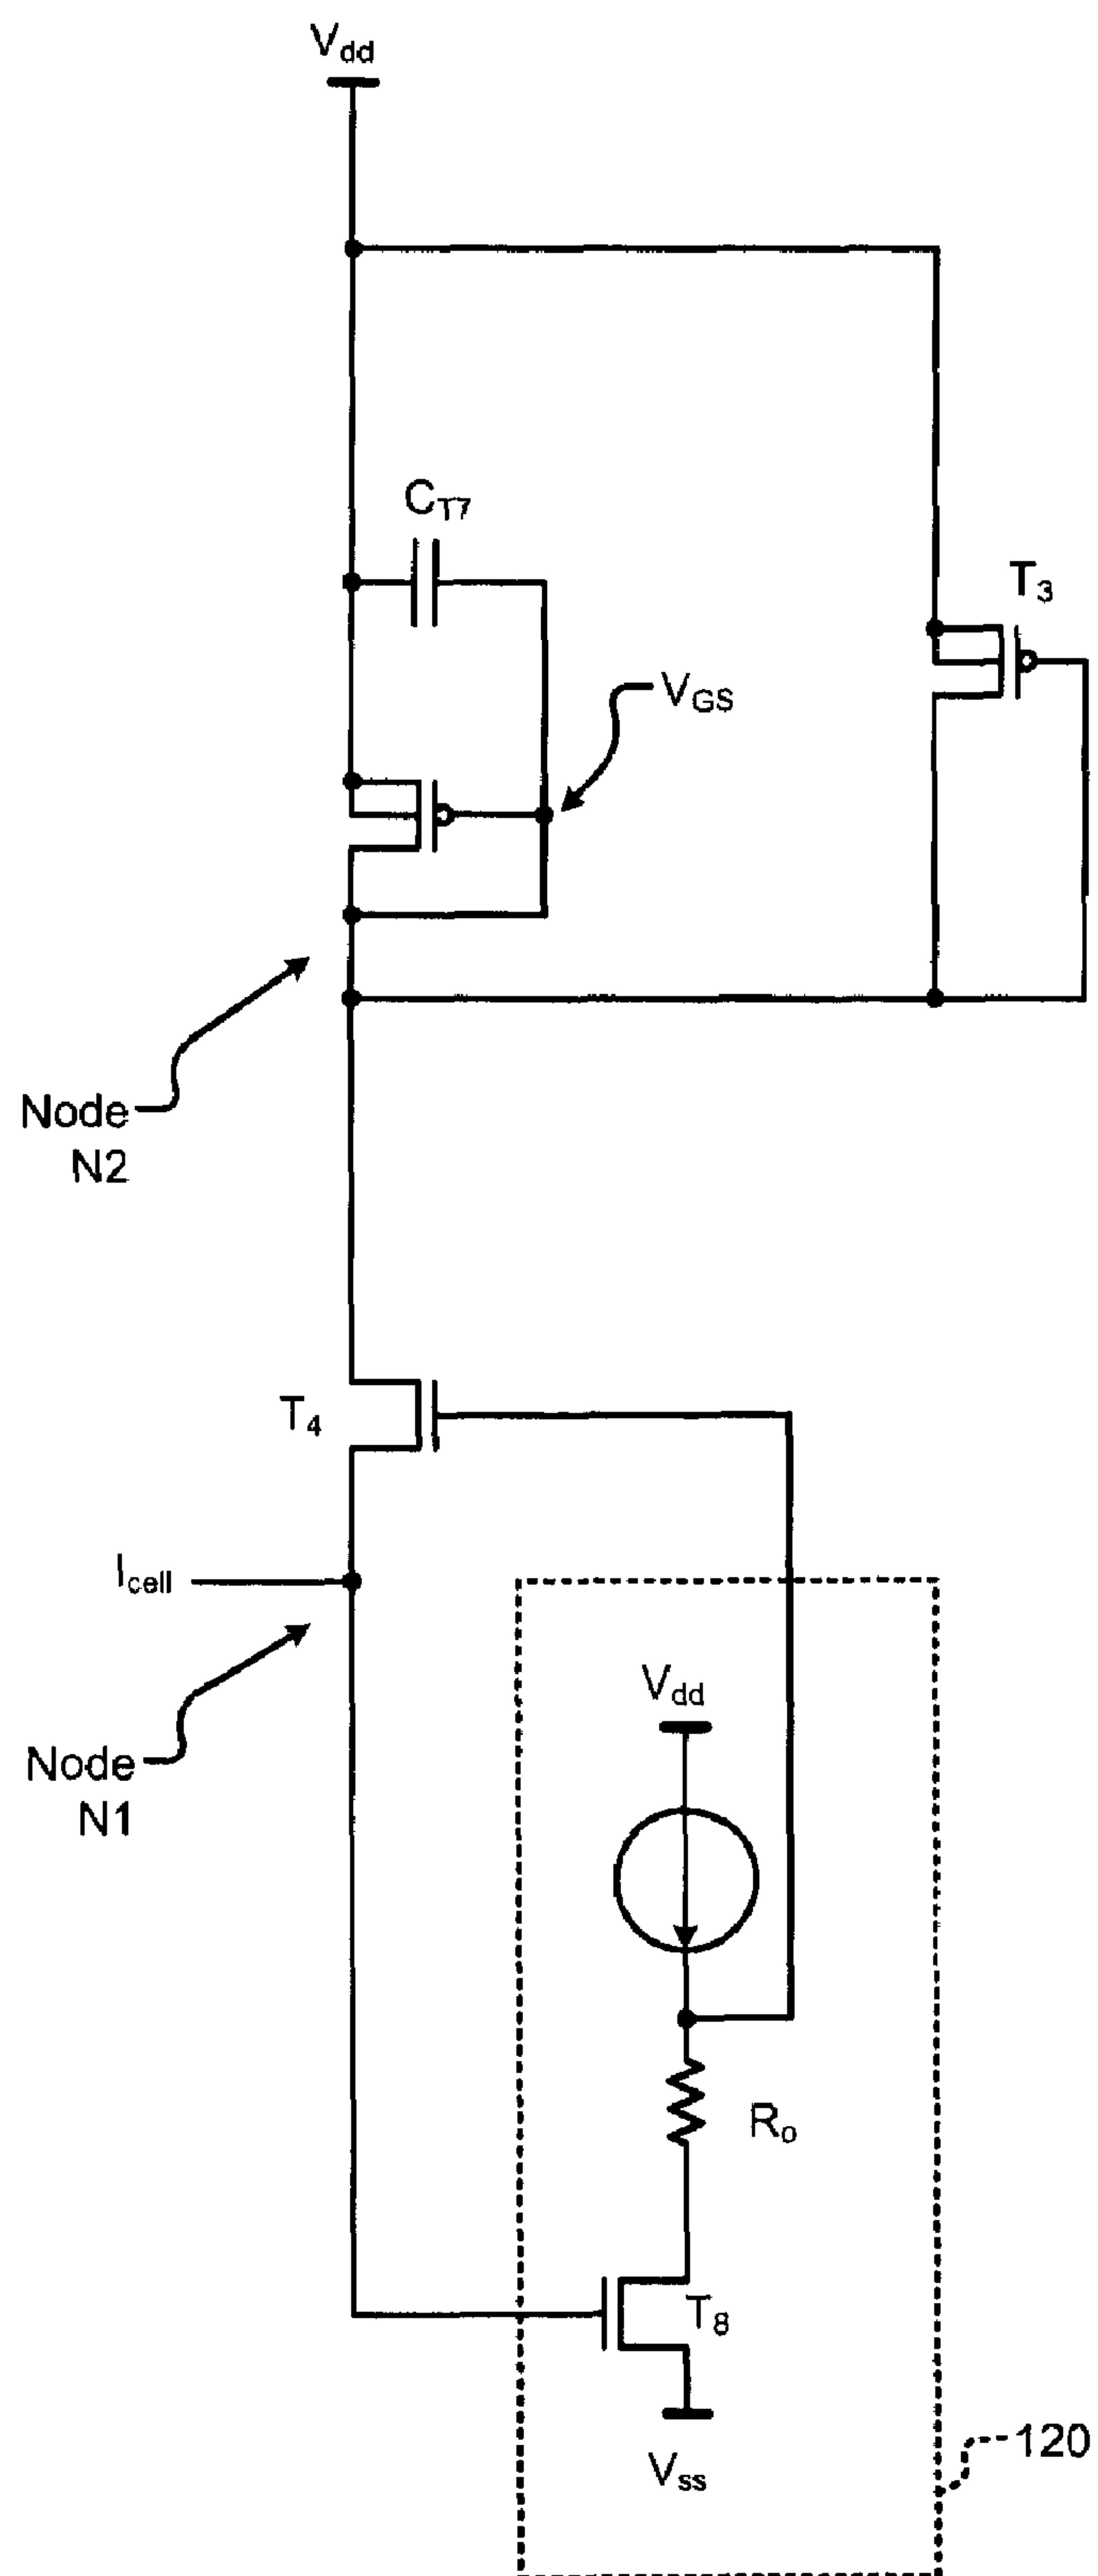 Vdd
CT7
T3
VGS
Node
N2
T4
Icell
Vdd
Node
N1
Ro
T8
120
Vss